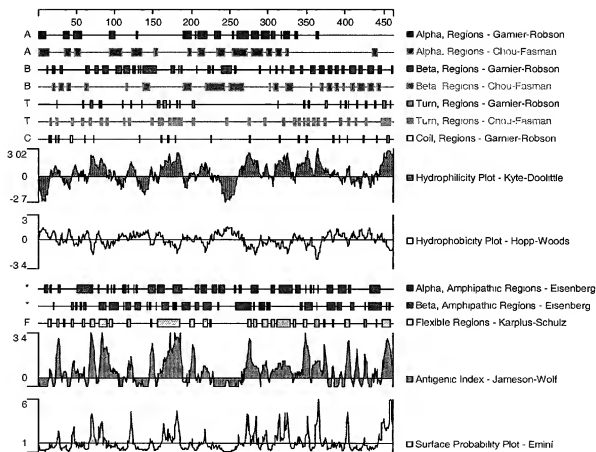 50 100 150 200 250 300 350 400 450
A Alpha, Regions - Garnier-Robson
A Alpha, Regions - Chou-Fasman
B Beta, Regions - Garnier-Robson
B Beta, Regions - Chou-Fasman
T Turn, Regions - Garnier-Robson
T Turn, Regions - Chou-Fasman
C Coil, Regions - Garnier-Robson
3 02
0
-2 7
Hydrophilicity Plot - Kyte-Doolittle
3
0
-3 4
Hydrophobicity Plot - Hopp-Woods
* Alpha, Amphipathic Regions - Eisenberg
* Beta, Amphipathic Regions - Eisenberg
F Flexible Regions - Karplus-Schulz
3 4
0
Antigenic Index - Jameson-Wolf
6
1
Surface Probability Plot - Emini